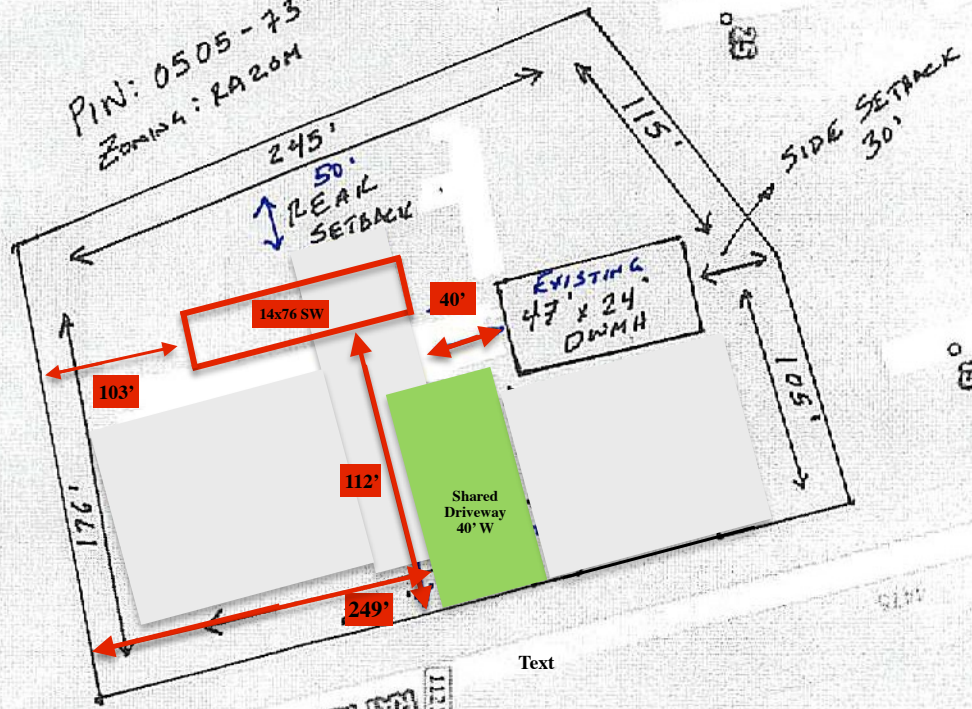 PIN: 0505-73
ZONING: RA20M
245'
115'
SIDE SETBACK
30'
50'
REAR
SETBACK
EXISTING
47' x 24'
DWMH
14x76 SW
40'
103'
112'
Shared
Driveway
40' W
105'
176'
249'
Text